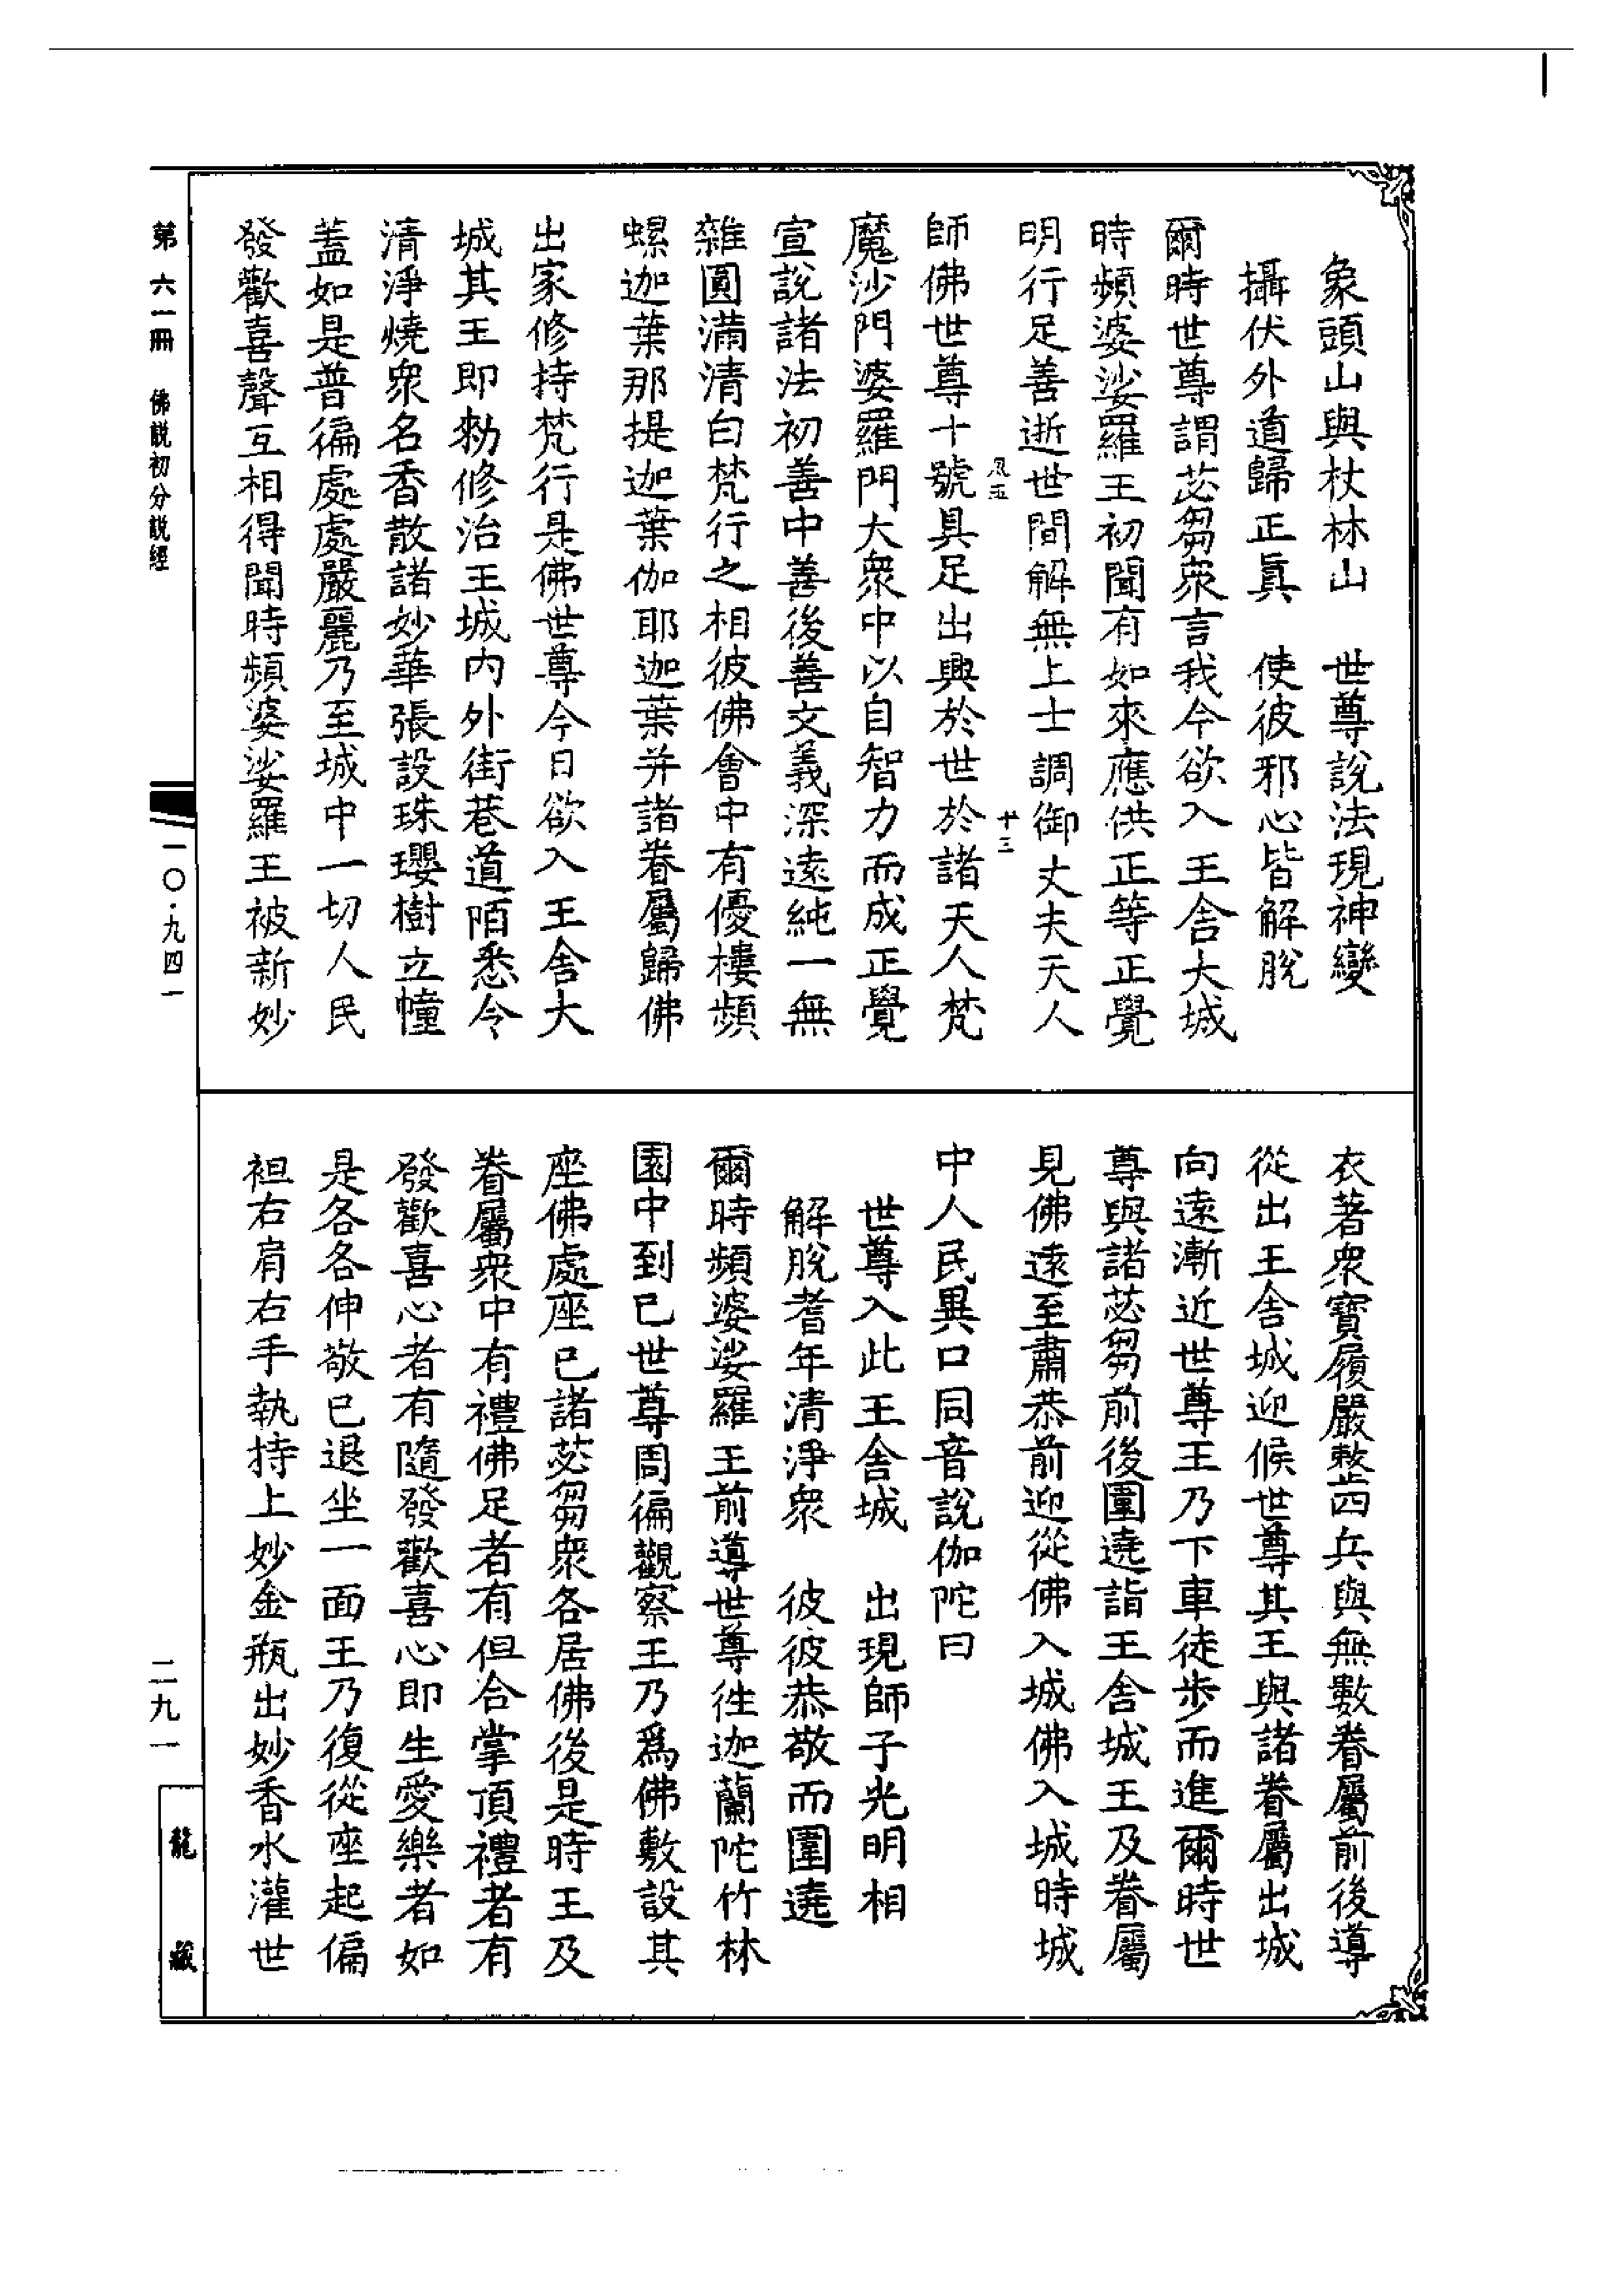 象頭山與杖林山　世尊說法現神變
攝伏外道歸正眞　使彼邪心皆解脫
爾時世尊謂苾芻衆言我今欲入王舍大城
時頻婆娑羅王初聞有如來應供正等正覺
明行足善逝世間解無上士調御丈夫天人
師佛世尊十號具足出興於世於諸天人梵
魔沙門婆羅門大衆中以自智力而成正覺
宣說諸法初善中善後善文義深遠純一無
雜圓滿清白梵行之相彼佛會中有優樓頻
螺迦葉那提迦葉伽耶迦葉并諸眷屬歸佛
出家修持梵行是佛世尊今日欲入王舍大
城其王即勑修治王城內外街巷道陌悉令
清淨燒衆名香散諸妙華張設珠瓔樹立幢
蓋如是普徧處處嚴麗乃至城中一切人民
發歡喜聲互相得聞時頻婆娑羅王被新妙
衣著衆寶履嚴整四兵與無數眷屬前後導
從出王舍城迎候世尊其王與諸眷屬出城
向遠漸近世尊王乃下車徒步而進爾時世
尊與諸苾芻前後圍遶詣王舍城王及眷屬
見佛遠至肅恭前迎從佛入城佛入城時城
中人民異口同音說伽陀曰
世尊入此王舍城　出現師子光明相
解脫耆年清淨衆　彼彼恭敬而圍遶
爾時頻婆娑羅王前導世尊徃迦蘭陀竹林
園中到已世尊周徧觀察王乃爲佛敷設其
座佛處座已諸苾芻衆各居佛後是時王及
眷屬衆中有禮佛足者有但合掌頂禮者有
發歡喜心者有隨發歡喜心即生愛樂者如
是各各伸敬已退坐一面王乃復從座起偏
袒右肩右手執持上妙金瓶出妙香水灌世
風五
十三
第六一冊　佛說初分說經
一〇·九四一
二九一
龍藏